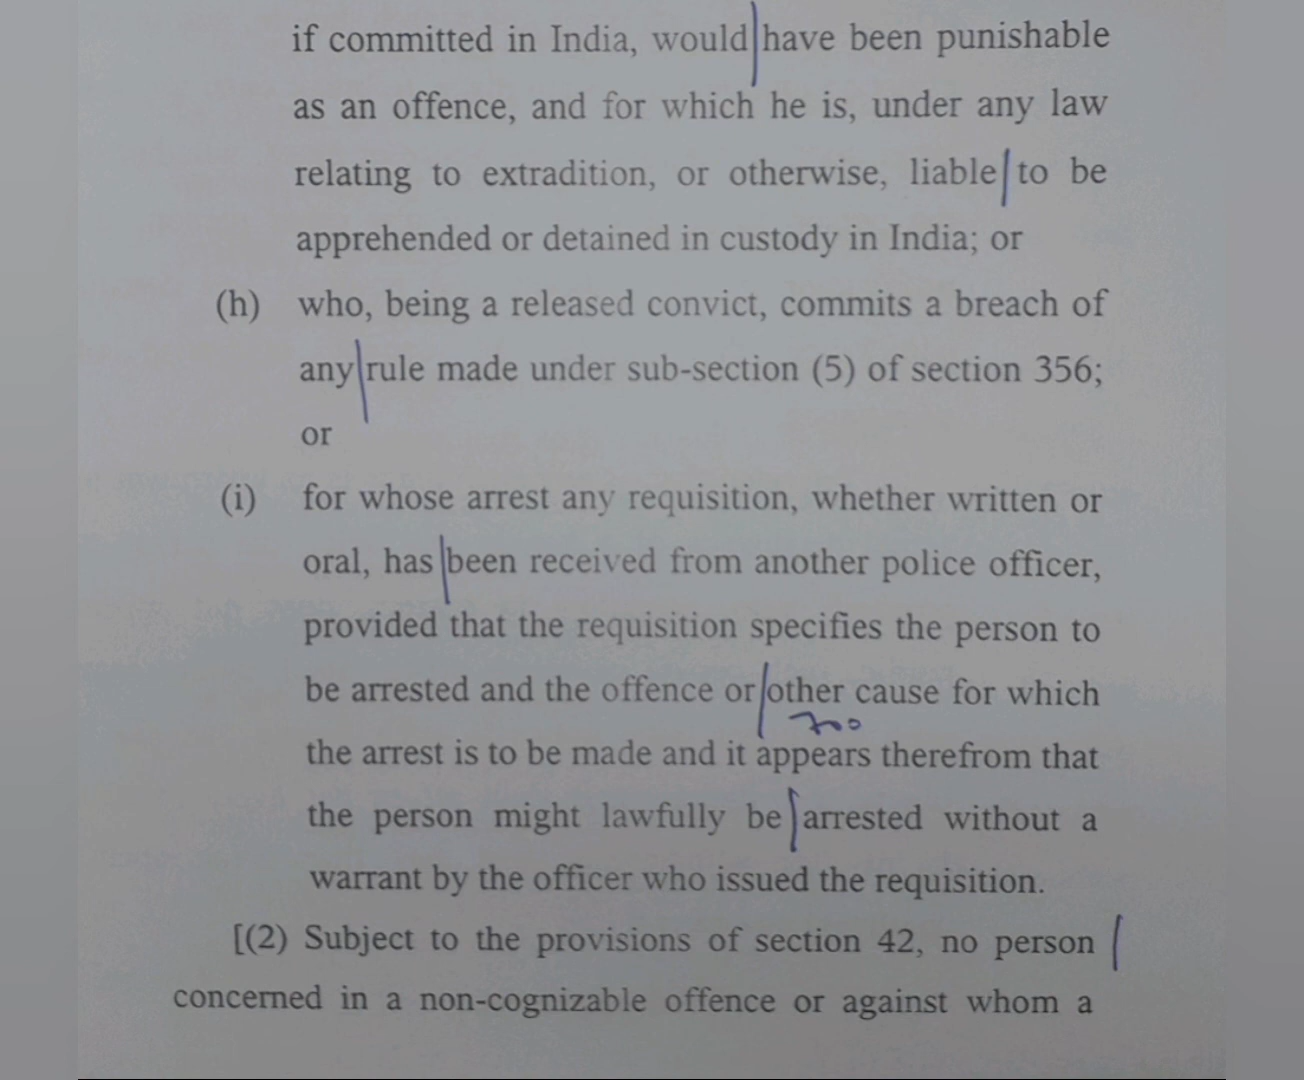 if committed in India, would have been punishable
as an offence, and for which he is, under any law
relating to extradition, or otherwise, liable to be
apprehended or detained in custody in India; or
(h) who, being a released convict, commits a breach of
any rule made under sub-section (5) of section 356;
or
(i) for whose arrest any requisition, whether written or
oral, has been received from another police officer,
provided that the requisition specifies the person to
be arrested and the offence or other cause for which
700
the arrest is to be made and it appears therefrom that
the person might lawfully be arrested without a
warrant by the officer who issued the requisition.
[(2) Subject to the provisions of section 42, no person
concerned in a non-cognizable offence or against whom a